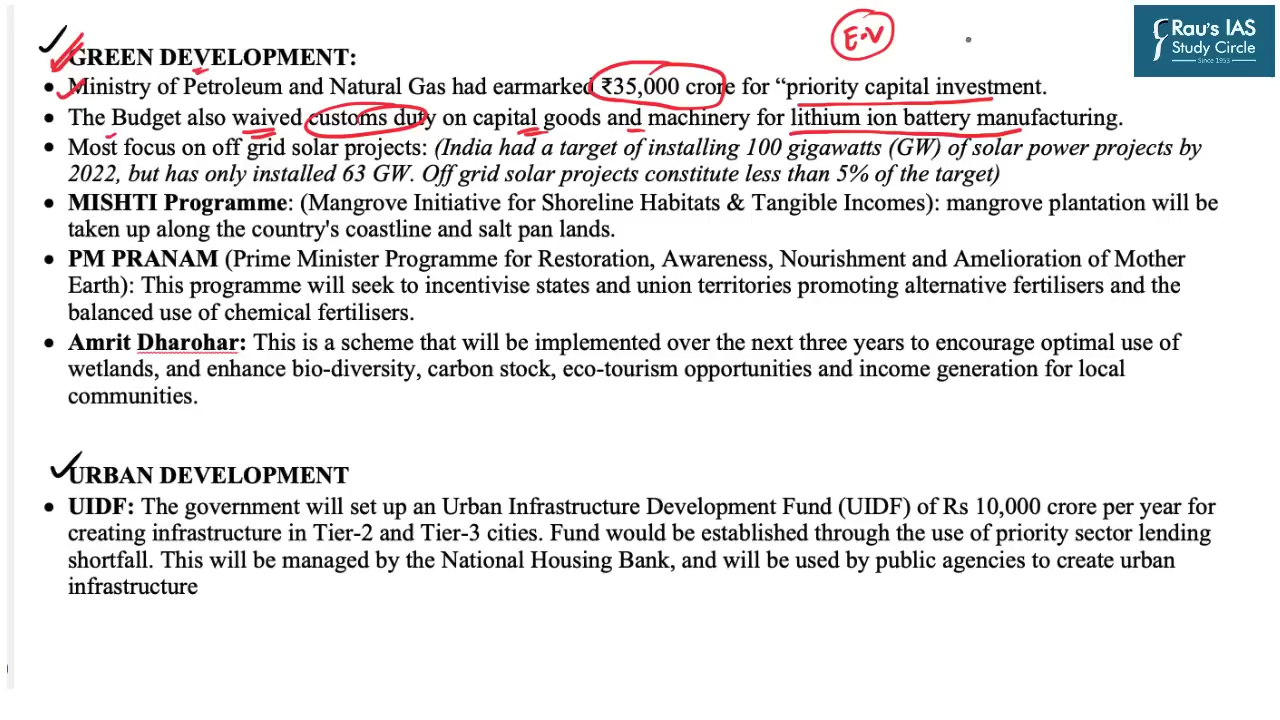 E.V
Rau's IAS
Study Circle
Since 1953
GREEN DEVELOPMENT:
• Ministry of Petroleum and Natural Gas had earmarked ₹35,000 crore for “priority capital investment.
• The Budget also waived customs duty on capital goods and machinery for lithium ion battery manufacturing.
• Most focus on off grid solar projects: (India had a target of installing 100 gigawatts (GW) of solar power projects by
2022, but has only installed 63 GW. Off grid solar projects constitute less than 5% of the target)
• MISHTI Programme: (Mangrove Initiative for Shoreline Habitats & Tangible Incomes): mangrove plantation will be
taken up along the country's coastline and salt pan lands.
• PM PRANAM (Prime Minister Programme for Restoration, Awareness, Nourishment and Amelioration of Mother
Earth): This programme will seek to incentivise states and union territories promoting alternative fertilisers and the
balanced use of chemical fertilisers.
• Amrit Dharohar: This is a scheme that will be implemented over the next three years to encourage optimal use of
wetlands, and enhance bio-diversity, carbon stock, eco-tourism opportunities and income generation for local
communities.
URBAN DEVELOPMENT
• UIDF: The government will set up an Urban Infrastructure Development Fund (UIDF) of Rs 10,000 crore per year for
creating infrastructure in Tier-2 and Tier-3 cities. Fund would be established through the use of priority sector lending
shortfall. This will be managed by the National Housing Bank, and will be used by public agencies to create urban
infrastructure